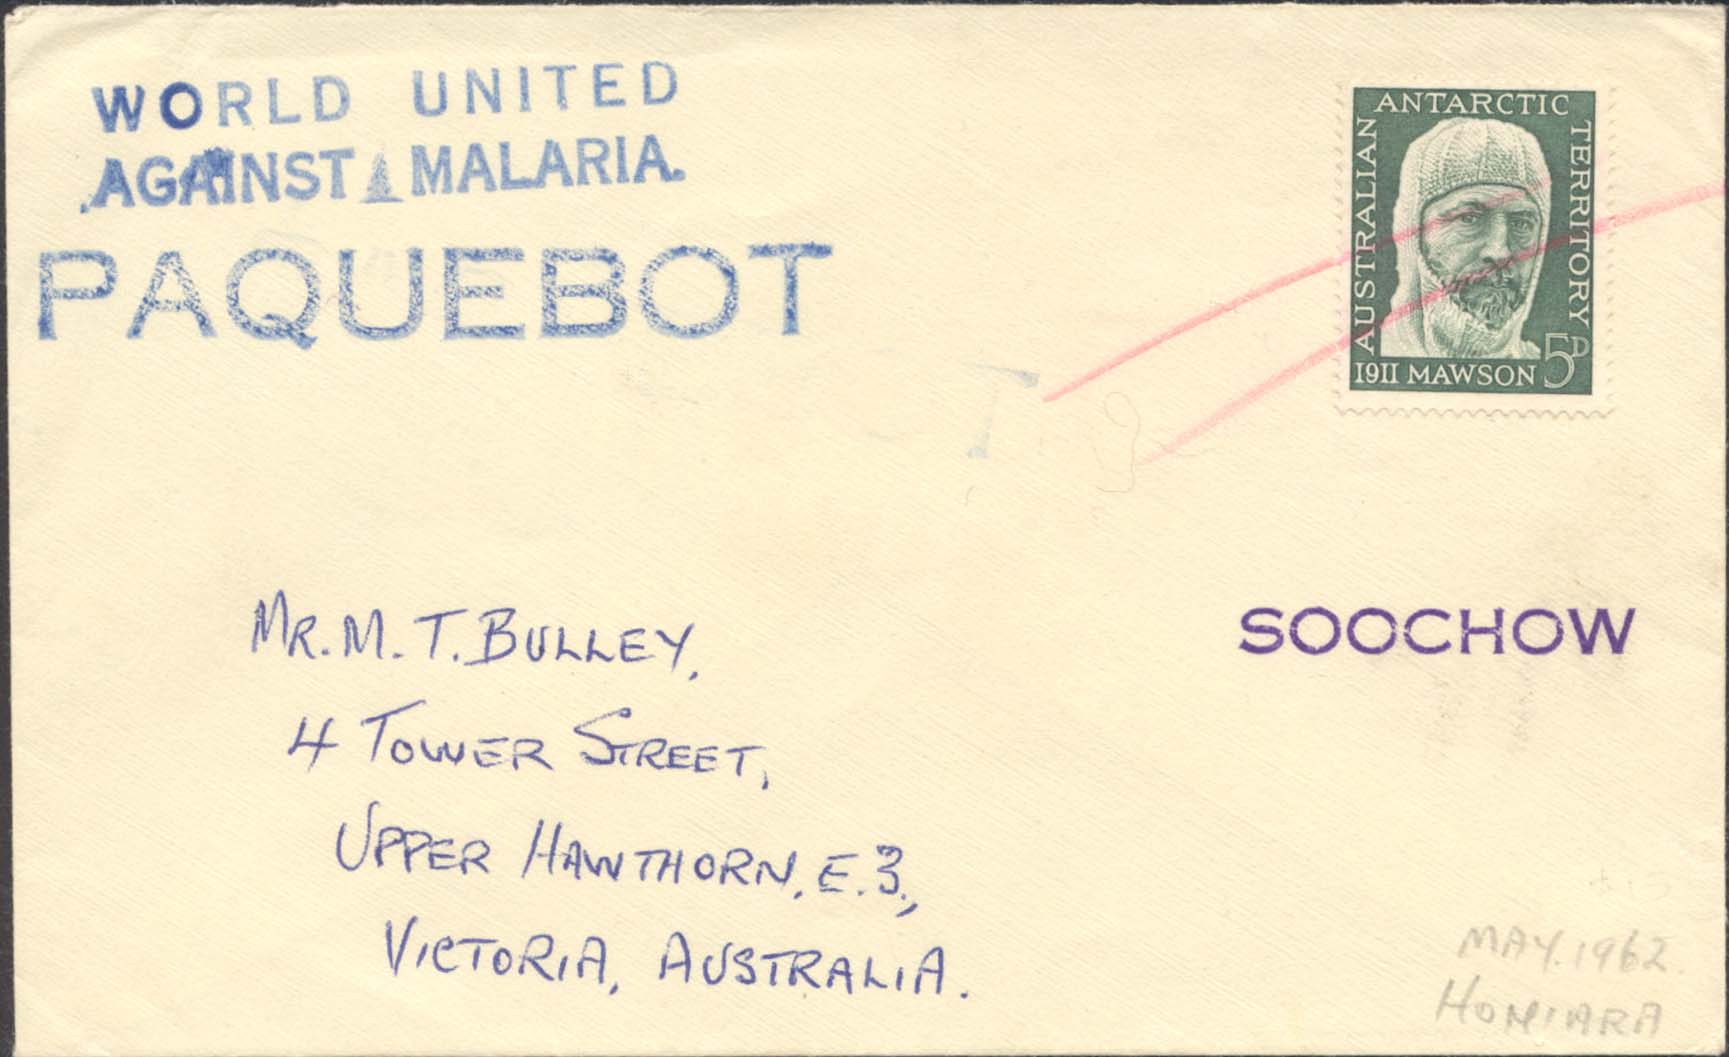 WORLD UNITED
AGAINST MALARIA.
PAQUEBOT
ANTARCTIC
AUSTRALIAN
TERRITORY
5D
1911 MAWSON
T
SOOCHOW
MR. M. T. BULLEY,
4 TOWER STREET,
UPPER HAWTHORN, E.3.,
VICTORIA, AUSTRALIA.
MAY. 1962.
HONIARA